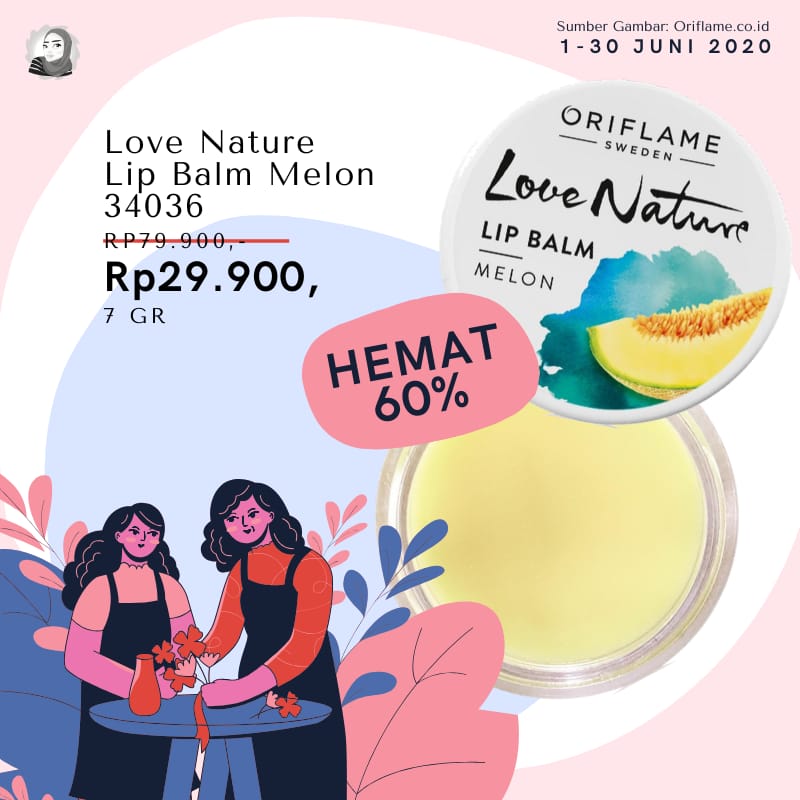 Sumber Gambar: Oriflame.co.id
1-30 JUNI 2020
Love Nature
Lip Balm Melon
34036
RP79.900,-
Rp29.900,
7 GR
HEMAT
60%
ORIFLAME
SWEDEN
Love Nature
LIP BALM
MELON